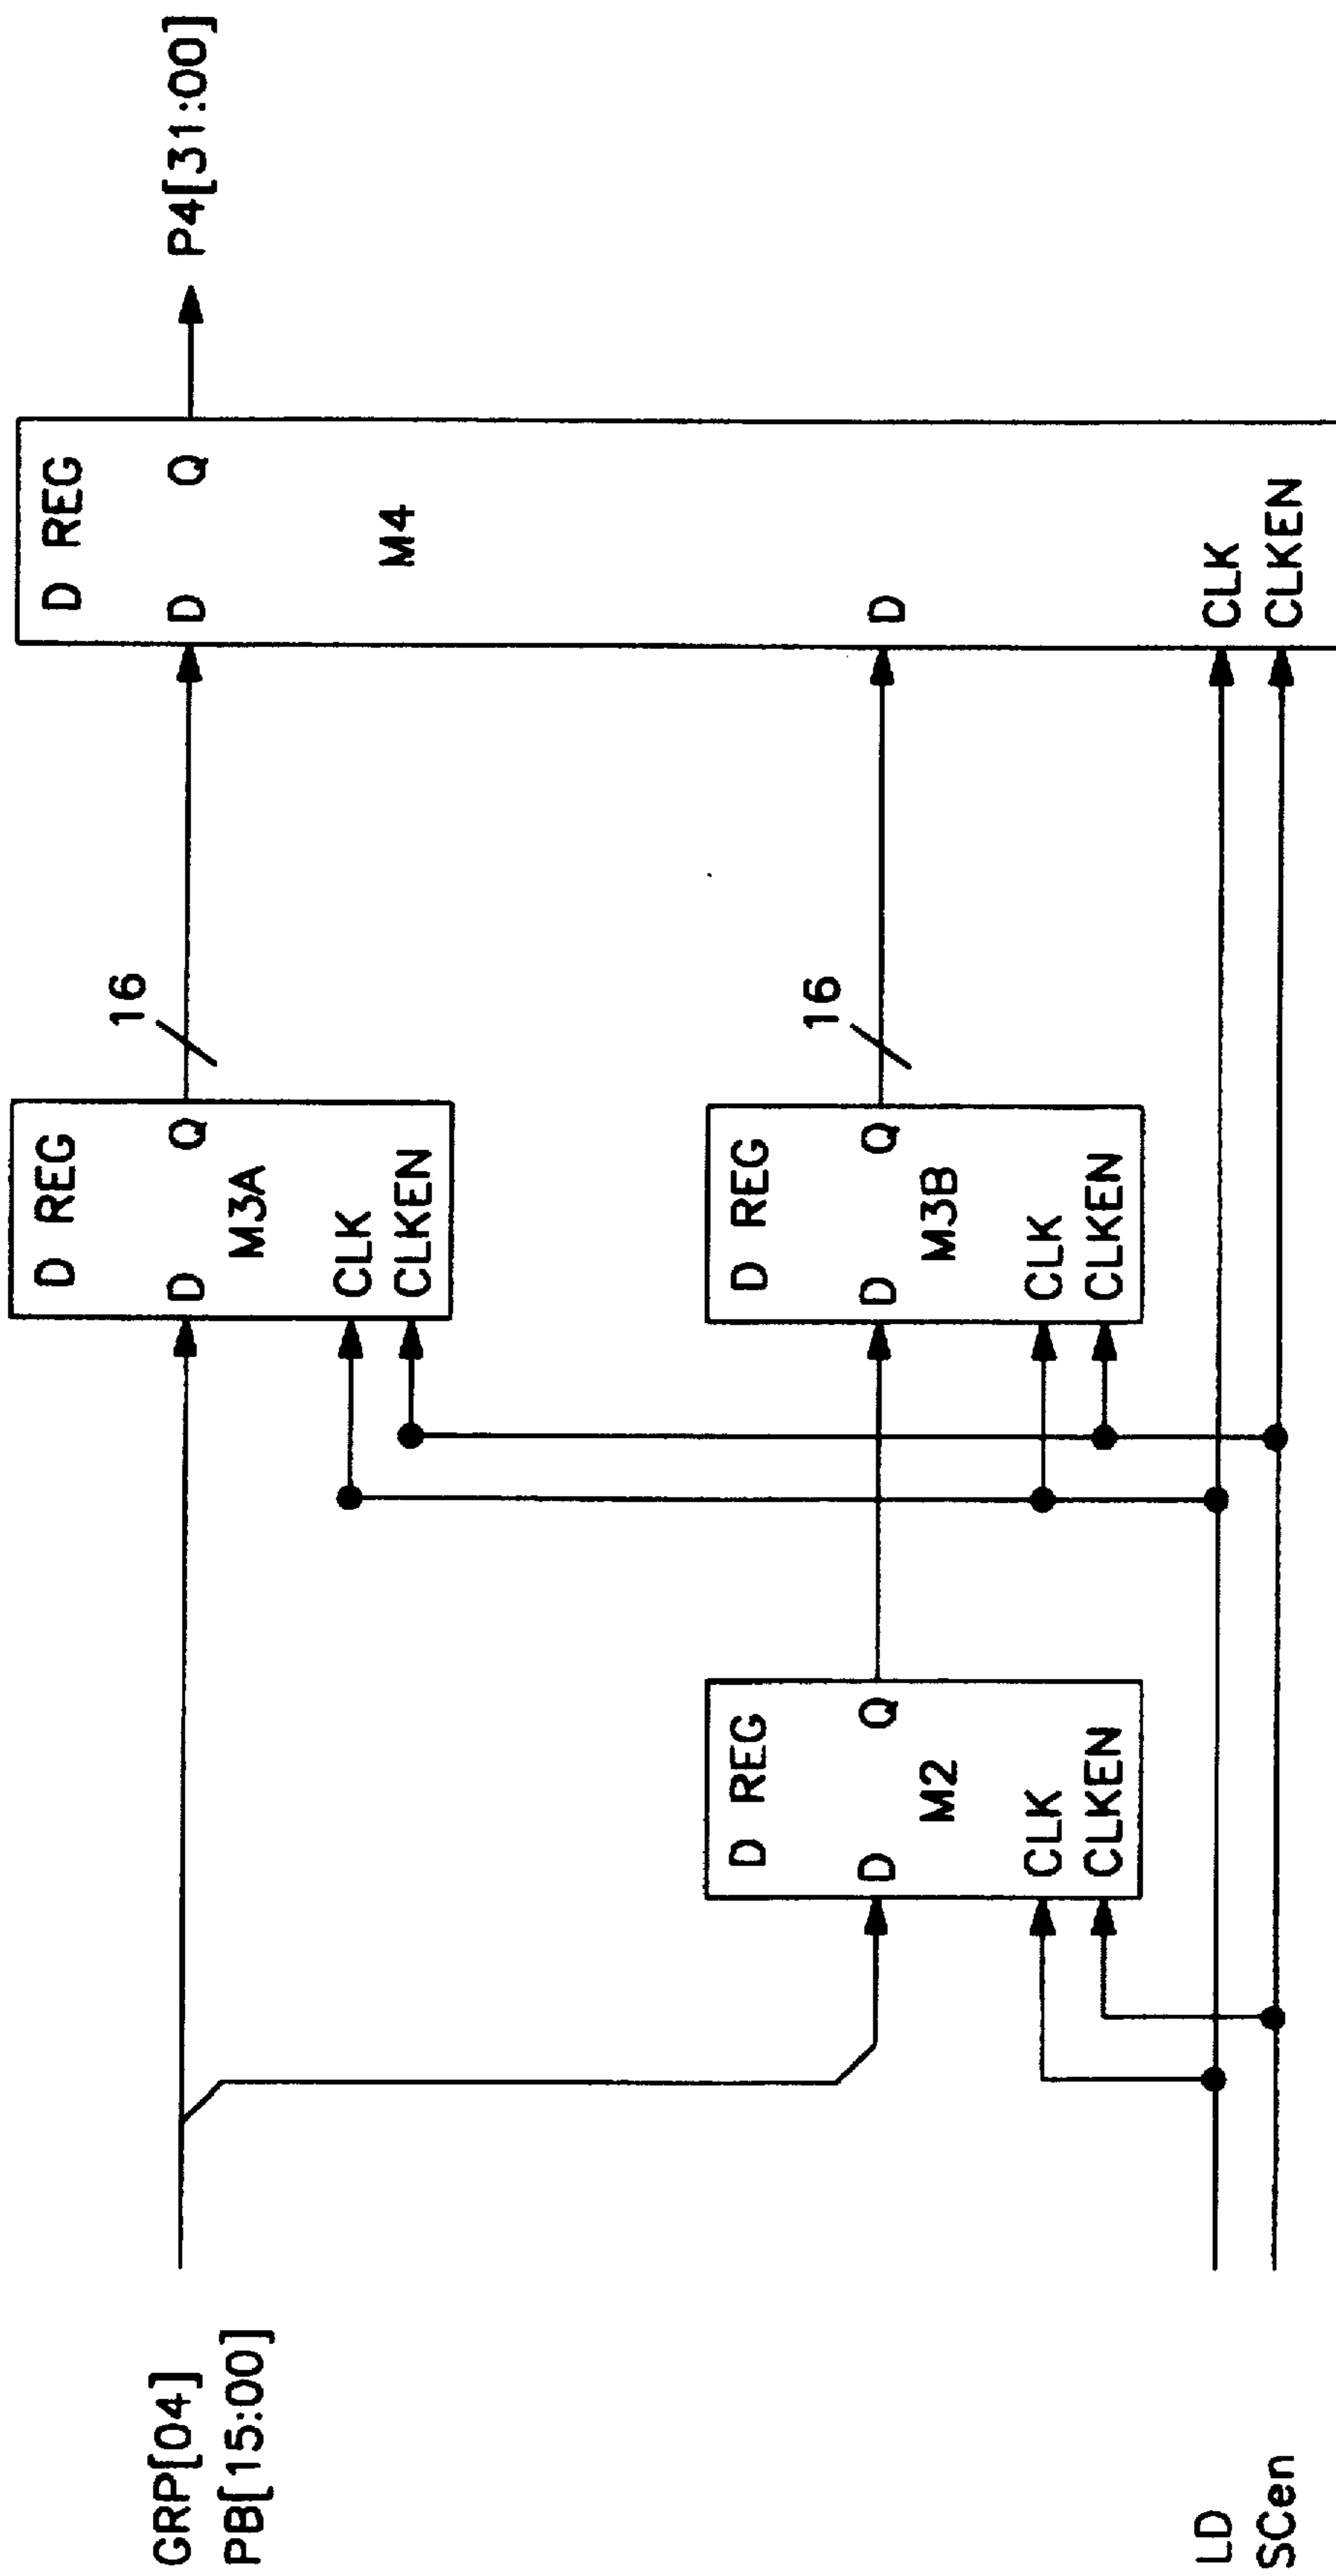 GRP[04]
PB[15:00]
LD
SCen
D REG
D Q
M2
CLK
CLKEN
D REG
D Q
M3A
CLK
CLKEN
16
D REG
D Q
M3B
CLK
CLKEN
16
D REG
D Q
M4
D
CLK
CLKEN
P4[31:00]